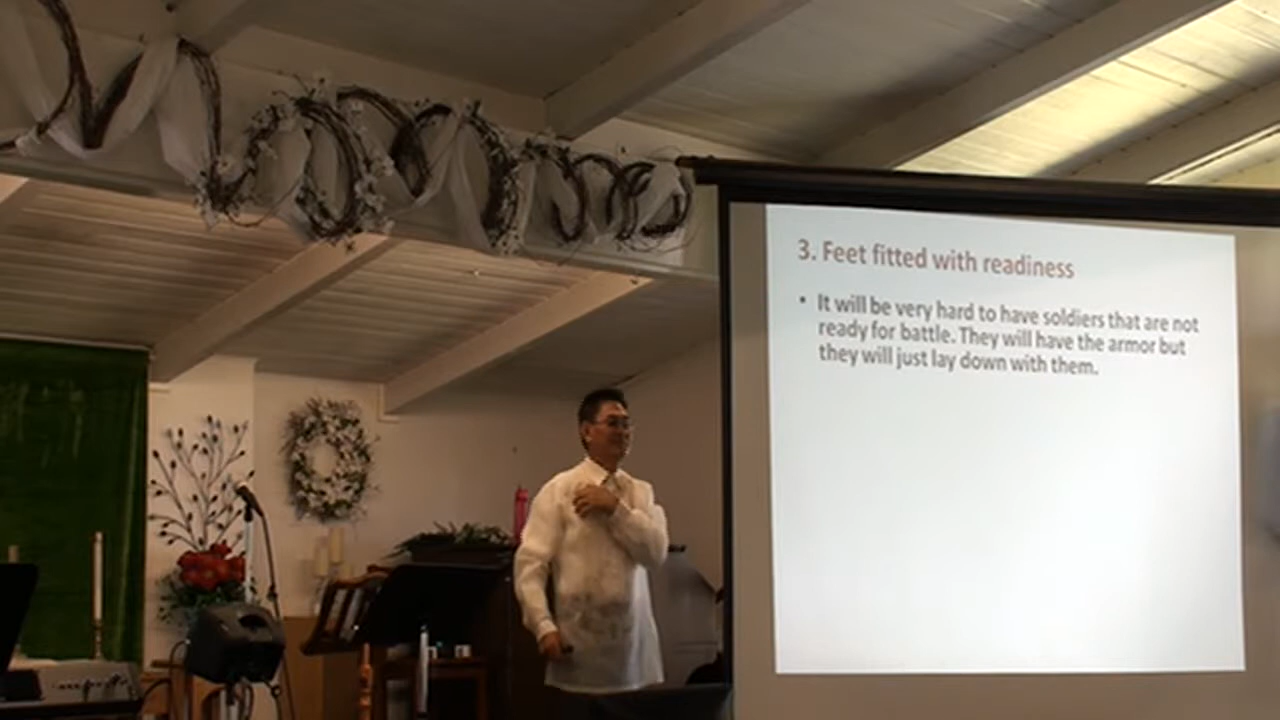 3. Feet fitted with readiness
• It will be very hard to have soldiers that are not
ready for battle. They will have the armor but
they will just lay down with them.